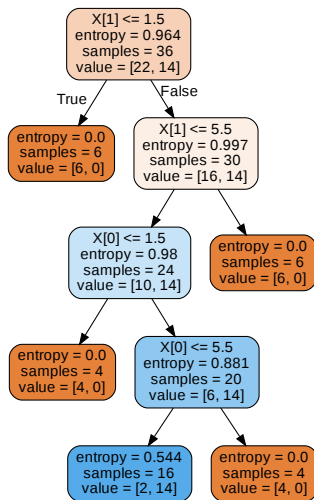 X[1] <= 1.5
entropy = 0.964
samples = 36
value = [22, 14]
True
False
entropy = 0.0
samples = 6
value = [6, 0]
X[1] <= 5.5
entropy = 0.997
samples = 30
value = [16, 14]
X[0] <= 1.5
entropy = 0.98
samples = 24
value = [10, 14]
entropy = 0.0
samples = 6
value = [6, 0]
entropy = 0.0
samples = 4
value = [4, 0]
X[0] <= 5.5
entropy = 0.881
samples = 20
value = [6, 14]
entropy = 0.544
samples = 16
value = [2, 14]
entropy = 0.0
samples = 4
value = [4, 0]